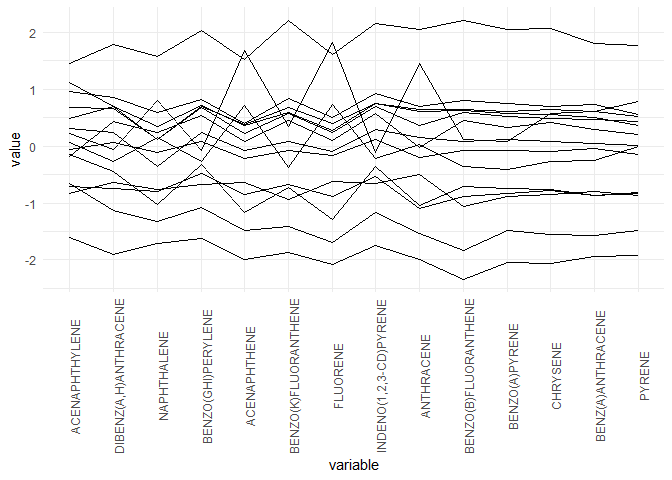 2
1
0
-1
-2
value
ACENAPHTHYLENE
DIBENZ(A,H)ANTHRACENE
NAPHTHALENE
BENZO(GHI)PERYLENE
ACENAPHTHENE
BENZO(K)FLUORANTHENE
FLUORENE
INDENO(1,2,3-CD)PYRENE
ANTHRACENE
BENZO(B)FLUORANTHENE
BENZO(A)PYRENE
CHRYSENE
BENZ(A)ANTHRACENE
PYRENE
variable